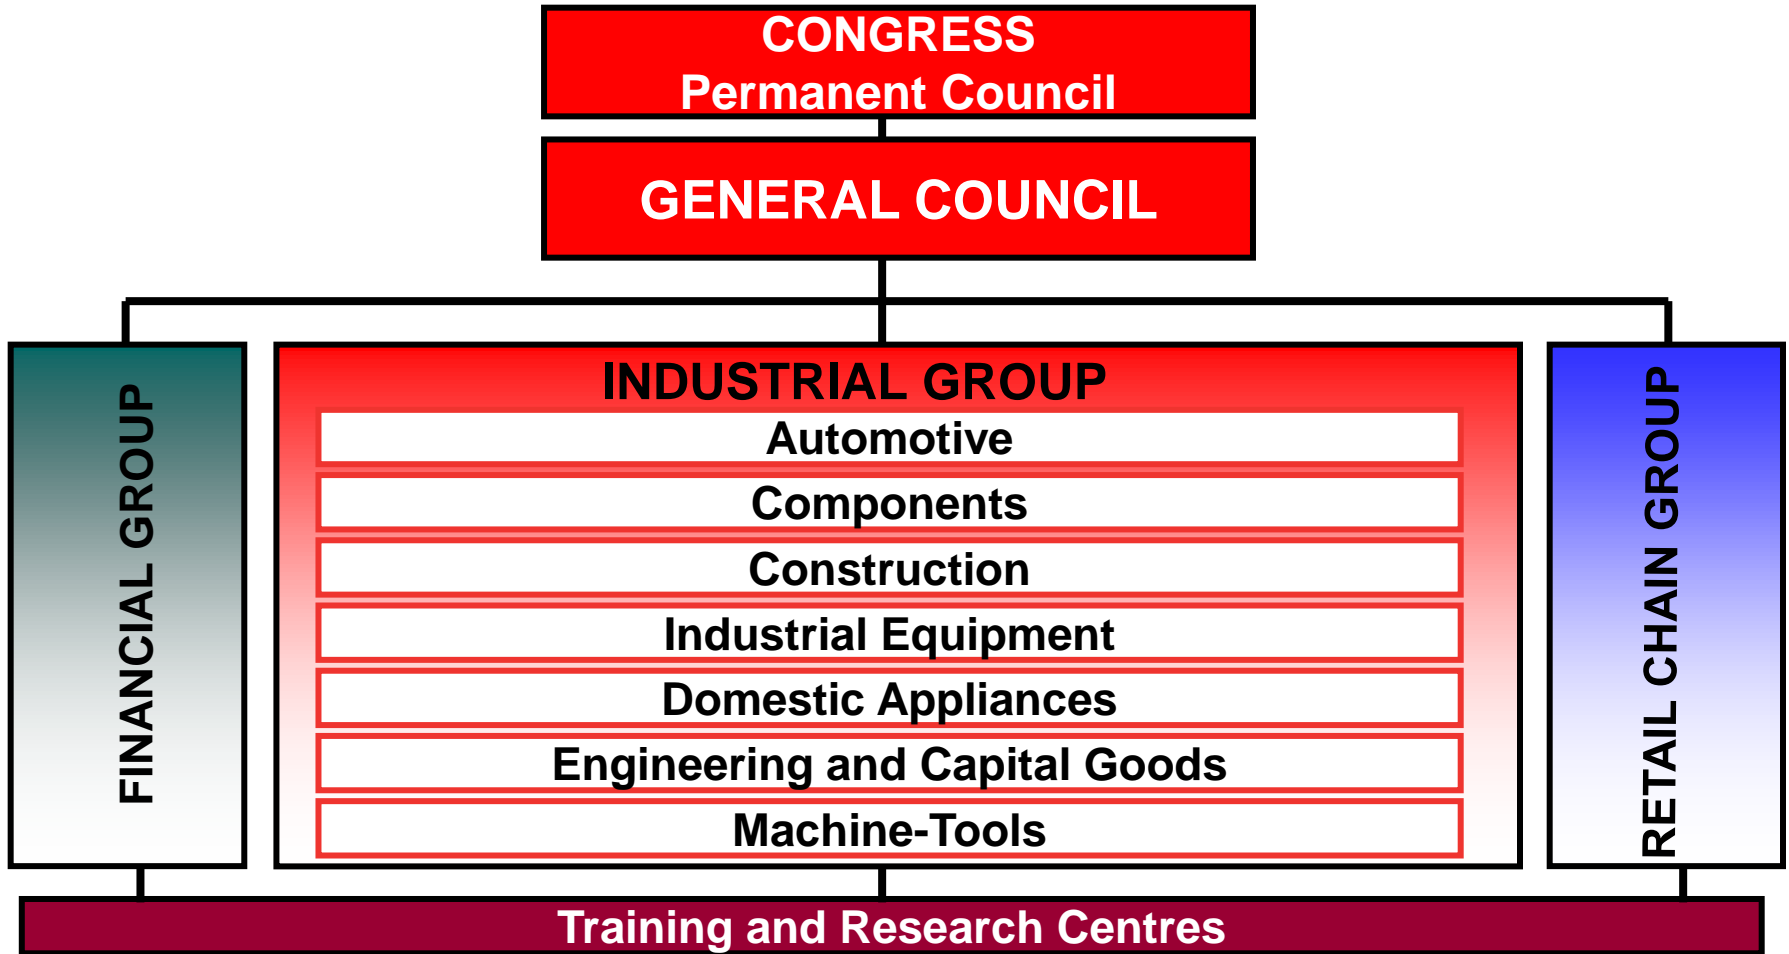 CONGRESS
Permanent Council
GENERAL COUNCIL
FINANCIAL GROUP
INDUSTRIAL GROUP
Automotive
Components
Construction
Industrial Equipment
Domestic Appliances
Engineering and Capital Goods
Machine-Tools
RETAIL CHAIN GROUP
Training and Research Centres